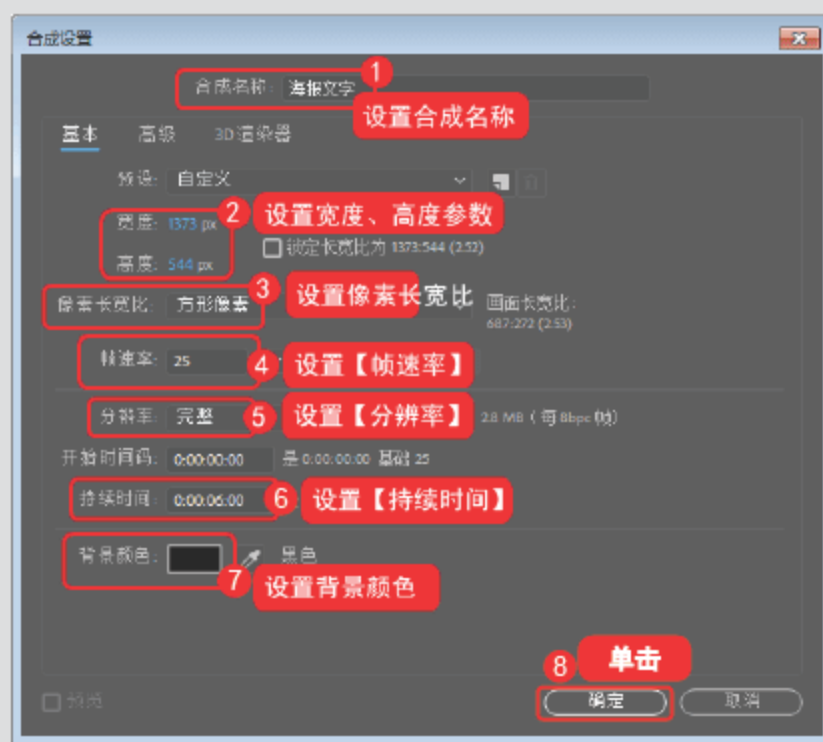 合成设置
合成名称: 海报文字
1
设置合成名称
基本 高级 3D 渲染器
预设: 自定义
宽度: 1373 px
2 设置宽度、高度参数
锁定长宽比为 1373:544 (2.52)
高度: 544 px
像素长宽比: 方形像素
3 设置像素长宽比
画面长宽比:
687:272 (2.53)
帧速率: 25
4 设置【帧速率】
分辨率: 完整
5 设置【分辨率】
2.8 MB（每 8bpc 帧）
开始时间码: 0:00:00:00 是 0:00:00:00 基础 25
持续时间: 0:00:06:00
6 设置【持续时间】
背景颜色: 黑色
7 设置背景颜色
8 单击
预览 确定 取消